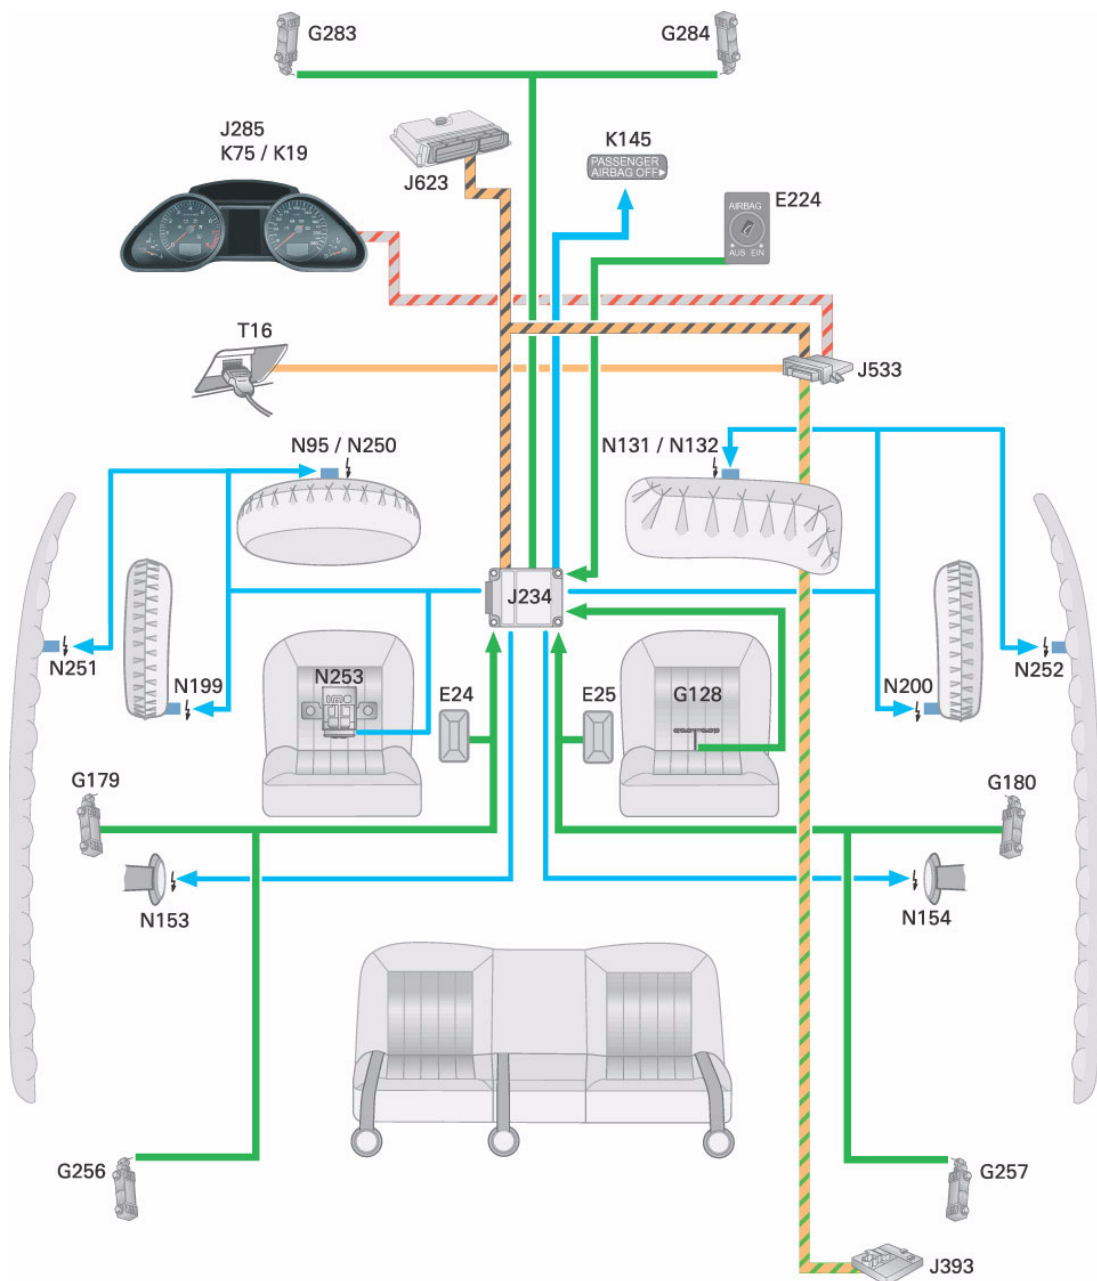 G283
G284
J285
K75 / K19
J623
K145
PASSENGER
AIRBAG OFF
E224
AIRBAG
AUS EIN
T16
J533
N95 / N250
N131 / N132
J234
N251
N199
N253
E24
E25
G128
N200
N252
G179
G180
N153
N154
G256
G257
J393